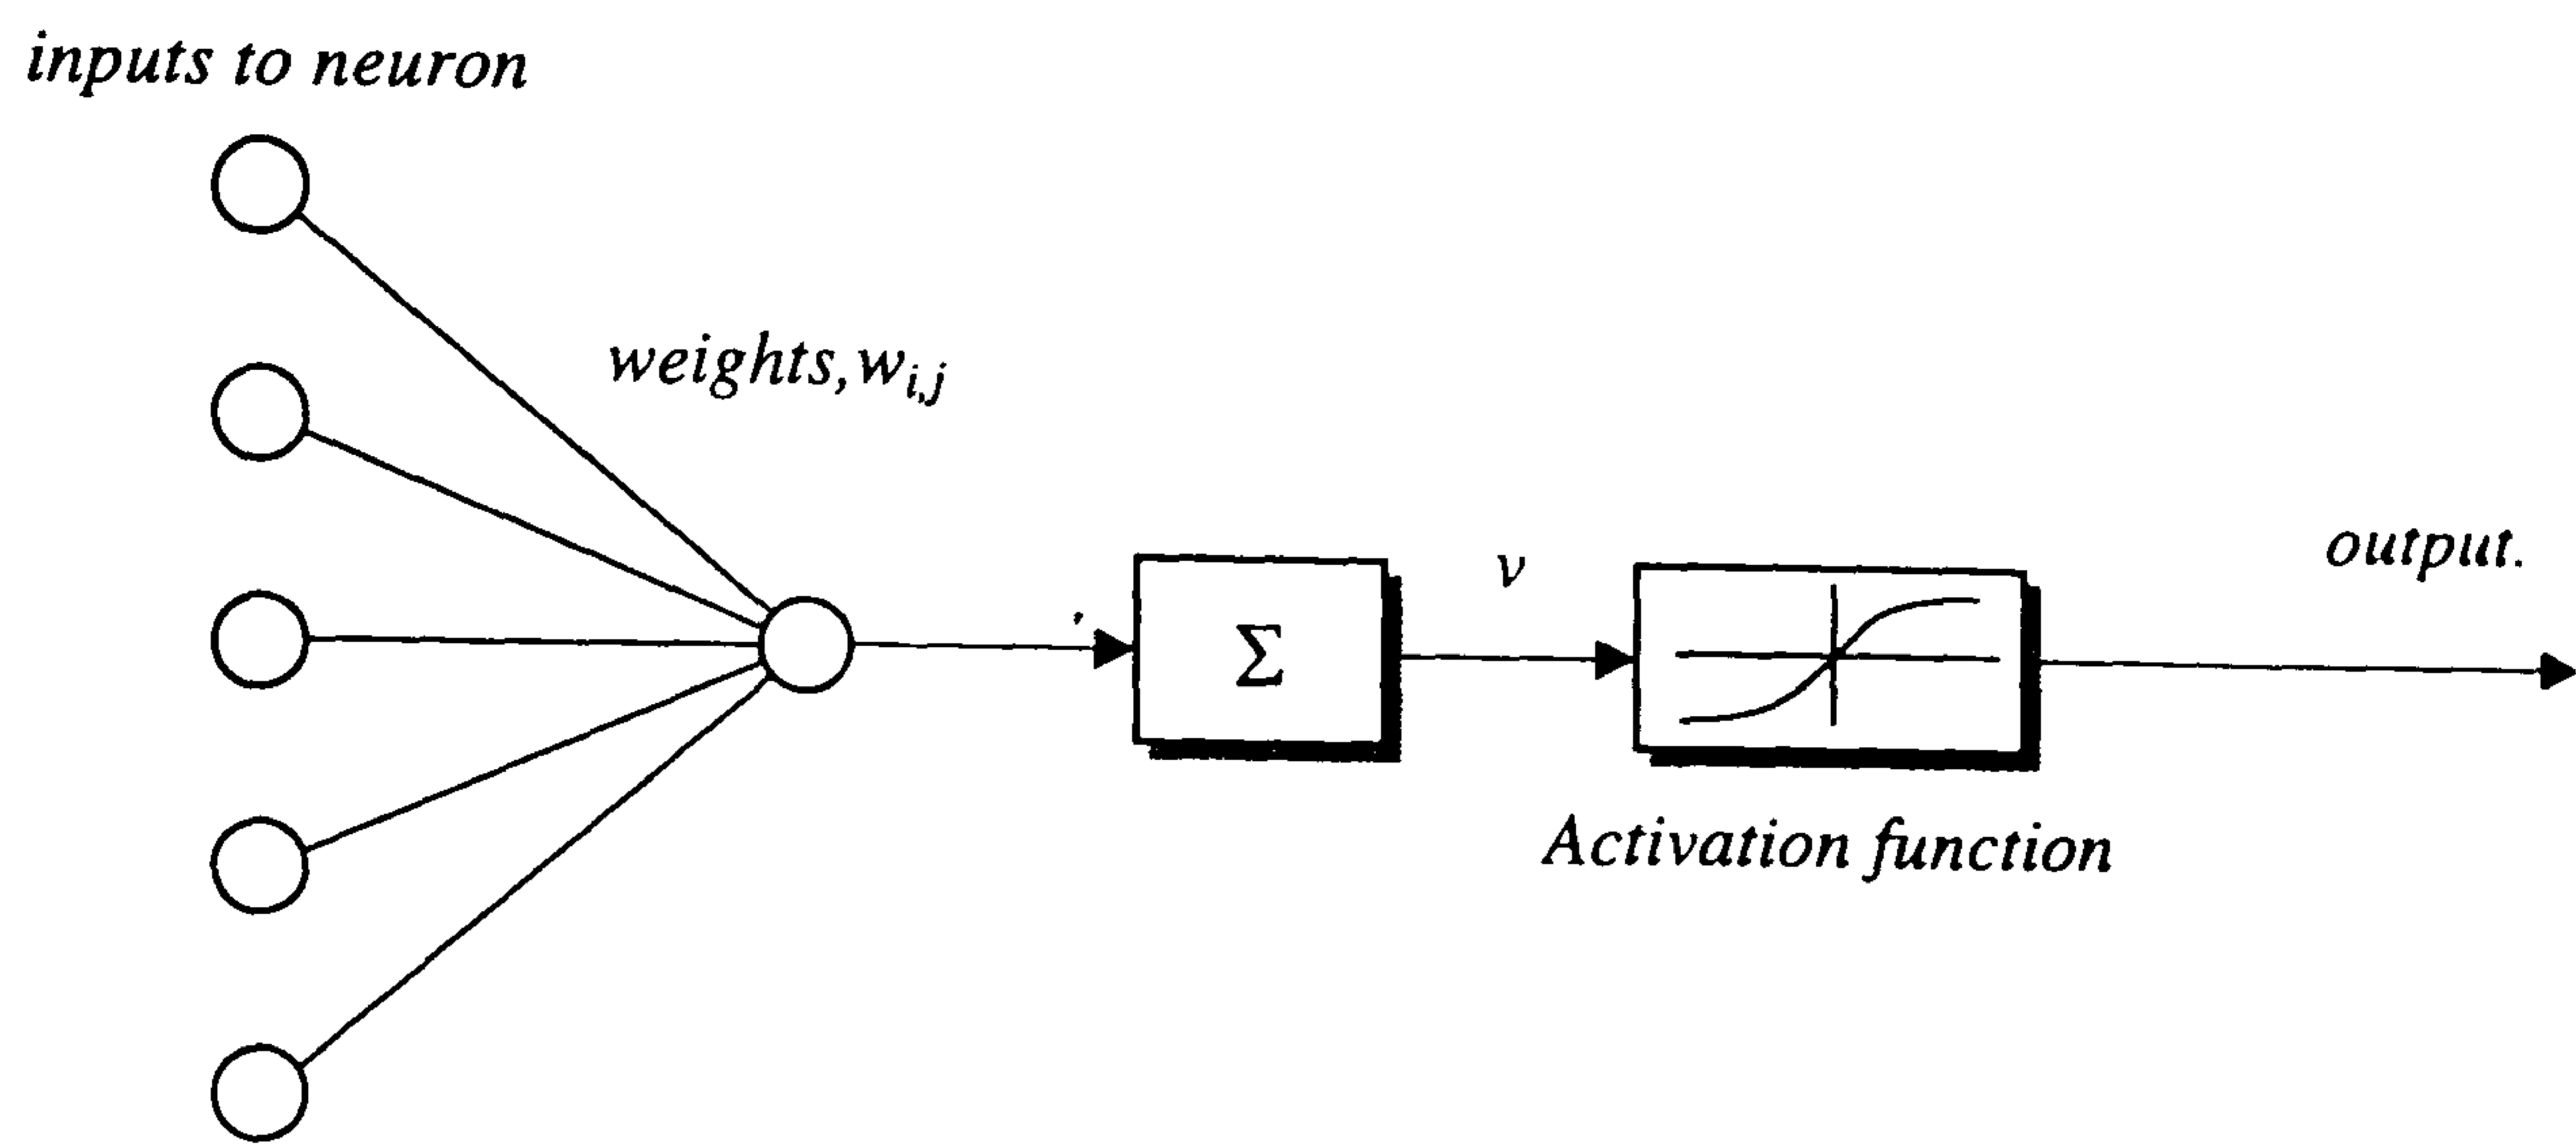 inputs to neuron
weights, w_{i,j}
Σ
v
output.
Activation function